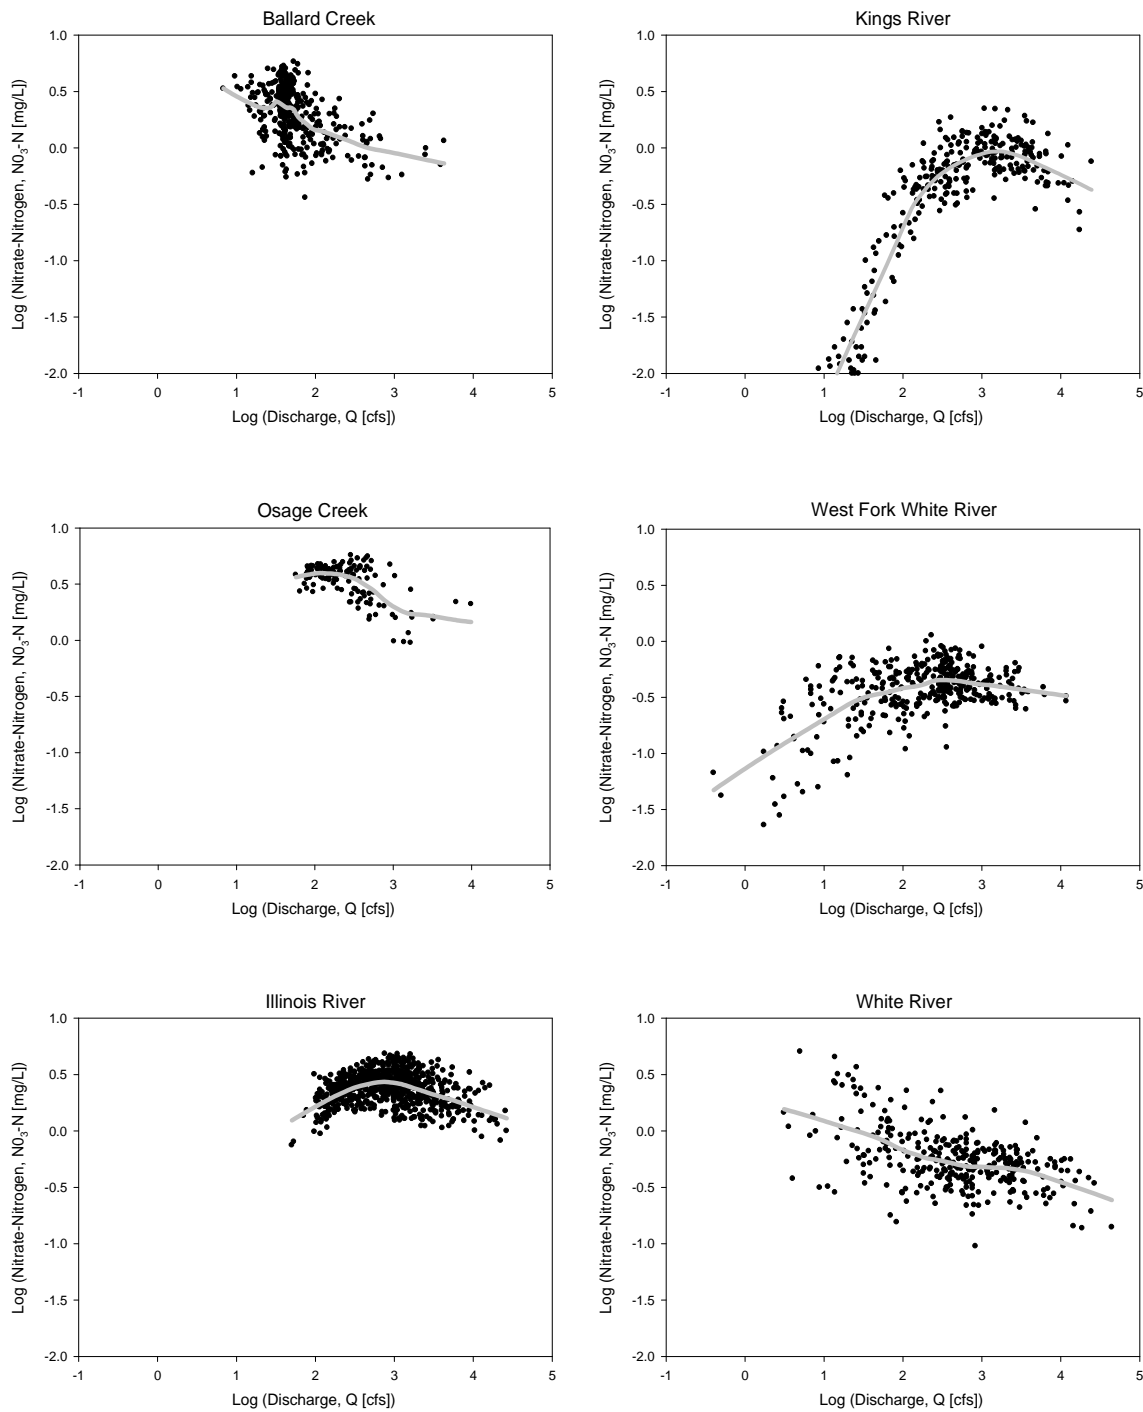 Ballard Creek
Log (Nitrate-Nitrogen, N0₃-N [mg/L])
1.0
0.5
0.0
-0.5
-1.0
-1.5
-2.0
-1 0 1 2 3 4 5
Log (Discharge, Q [cfs])
Kings River
Log (Nitrate-Nitrogen, N0₃-N [mg/L])
1.0
0.5
0.0
-0.5
-1.0
-1.5
-2.0
-1 0 1 2 3 4 5
Log (Discharge, Q [cfs])
Osage Creek
Log (Nitrate-Nitrogen, N0₃-N [mg/L])
1.0
0.5
0.0
-0.5
-1.0
-1.5
-2.0
-1 0 1 2 3 4 5
Log (Discharge, Q [cfs])
West Fork White River
Log (Nitrate-Nitrogen, N0₃-N [mg/L])
1.0
0.5
0.0
-0.5
-1.0
-1.5
-2.0
-1 0 1 2 3 4 5
Log (Discharge, Q [cfs])
Illinois River
Log (Nitrate-Nitrogen, N0₃-N [mg/L])
1.0
0.5
0.0
-0.5
-1.0
-1.5
-2.0
-1 0 1 2 3 4 5
Log (Discharge, Q [cfs])
White River
Log (Nitrate-Nitrogen, N0₃-N [mg/L])
1.0
0.5
0.0
-0.5
-1.0
-1.5
-2.0
-1 0 1 2 3 4 5
Log (Discharge, Q [cfs])